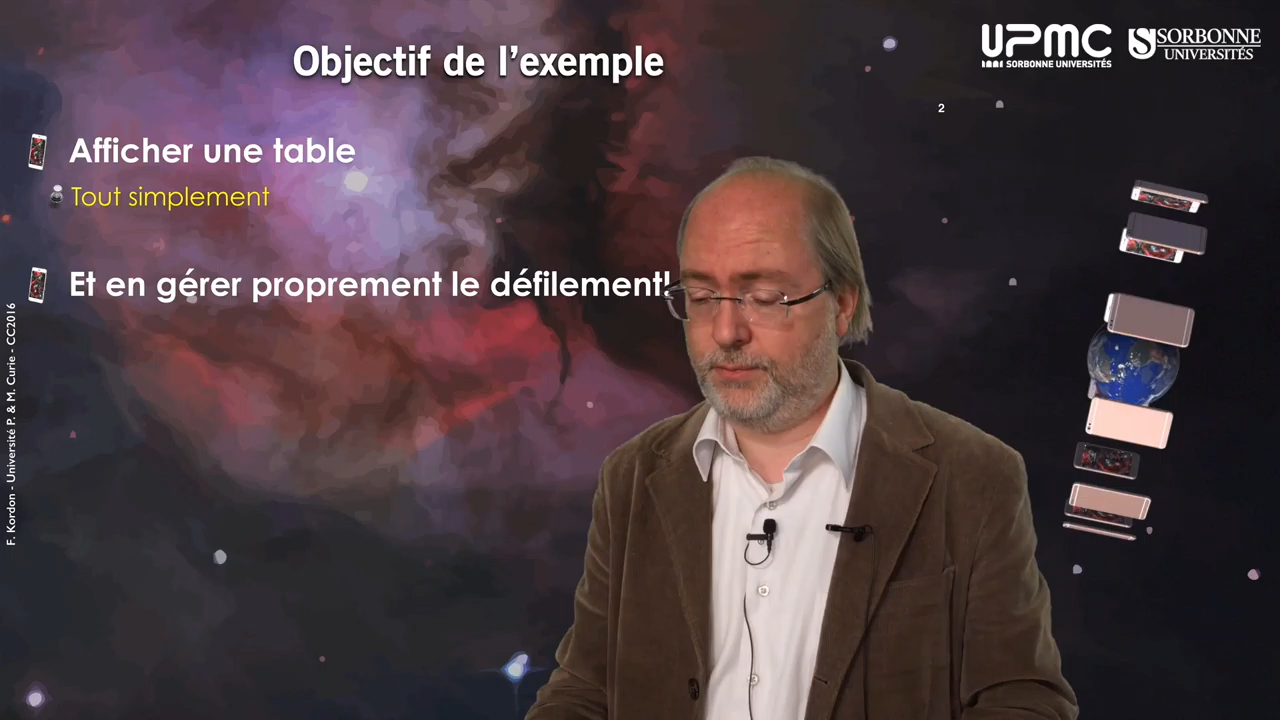 Objectif de l'exemple
UPMC
SORBONNE UNIVERSITÉS
SORBONNE
UNIVERSITÉS
2
Afficher une table
Tout simplement
Et en gérer proprement le défilement!
F. Kordon - Université P. & M. Curie - CC2016